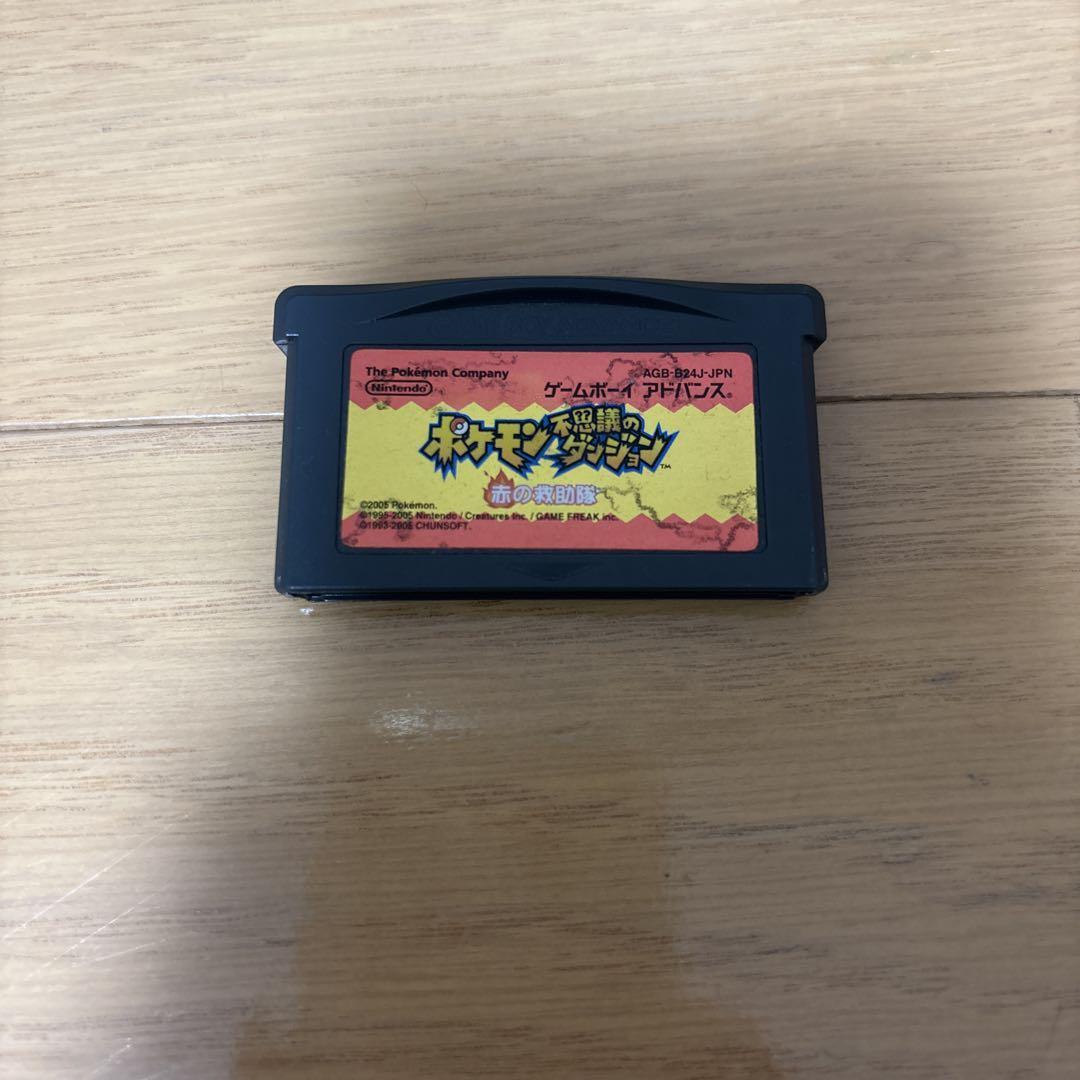 The Pokémon Company
Nintendo
AGB-B24J-JPN
ゲームボーイ アドバンス®
ポケモン不思議のダンジョン™
赤の救助隊
©2005 Pokémon.
©1995-2005 Nintendo / Creatures inc. / GAME FREAK inc.
©1993-2005 CHUNSOFT.